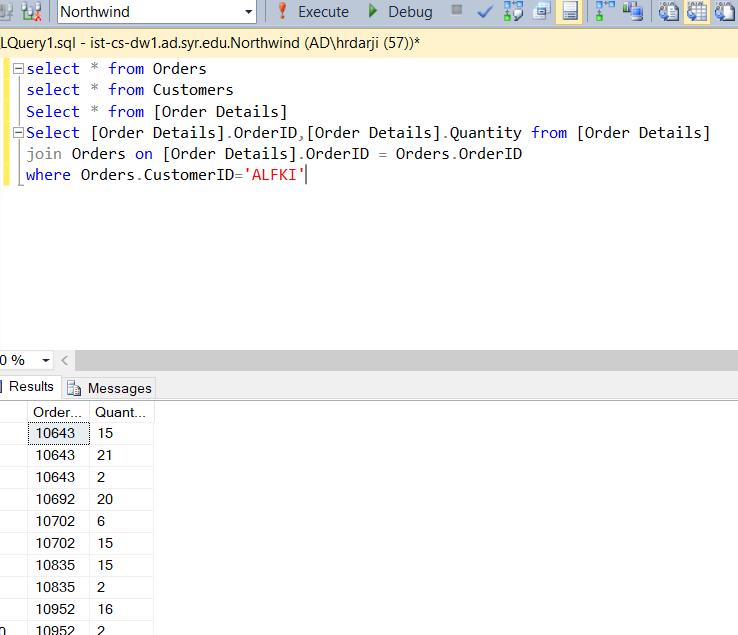 Northwind Execute Debug
LQuery1.sql - ist-cs-dw1.ad.syr.edu.Northwind (AD\hrdarji (57))*
select * from Orders
select * from Customers
Select * from [Order Details]
Select [Order Details].OrderID,[Order Details].Quantity from [Order Details]
join Orders on [Order Details].OrderID = Orders.OrderID
where Orders.CustomerID='ALFKI'
0 %
Results Messages
Order... Quant...
10643 15
10643 21
10643 2
10692 20
10702 6
10702 15
10835 15
10835 2
10952 16
0 10952 2